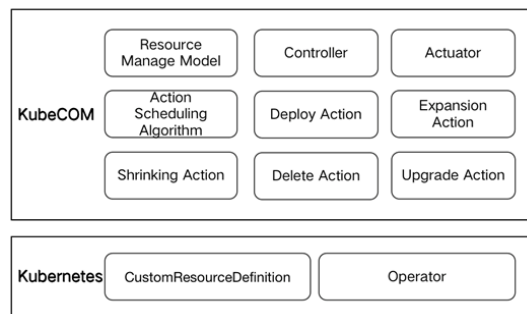 Resource
Manage Model
Controller
Actuator
KubeCOM
Action
Scheduling
Algorithm
Deploy Action
Expansion
Action
Shrinking Action
Delete Action
Upgrade Action
Kubernetes
CustomResourceDefinition
Operator